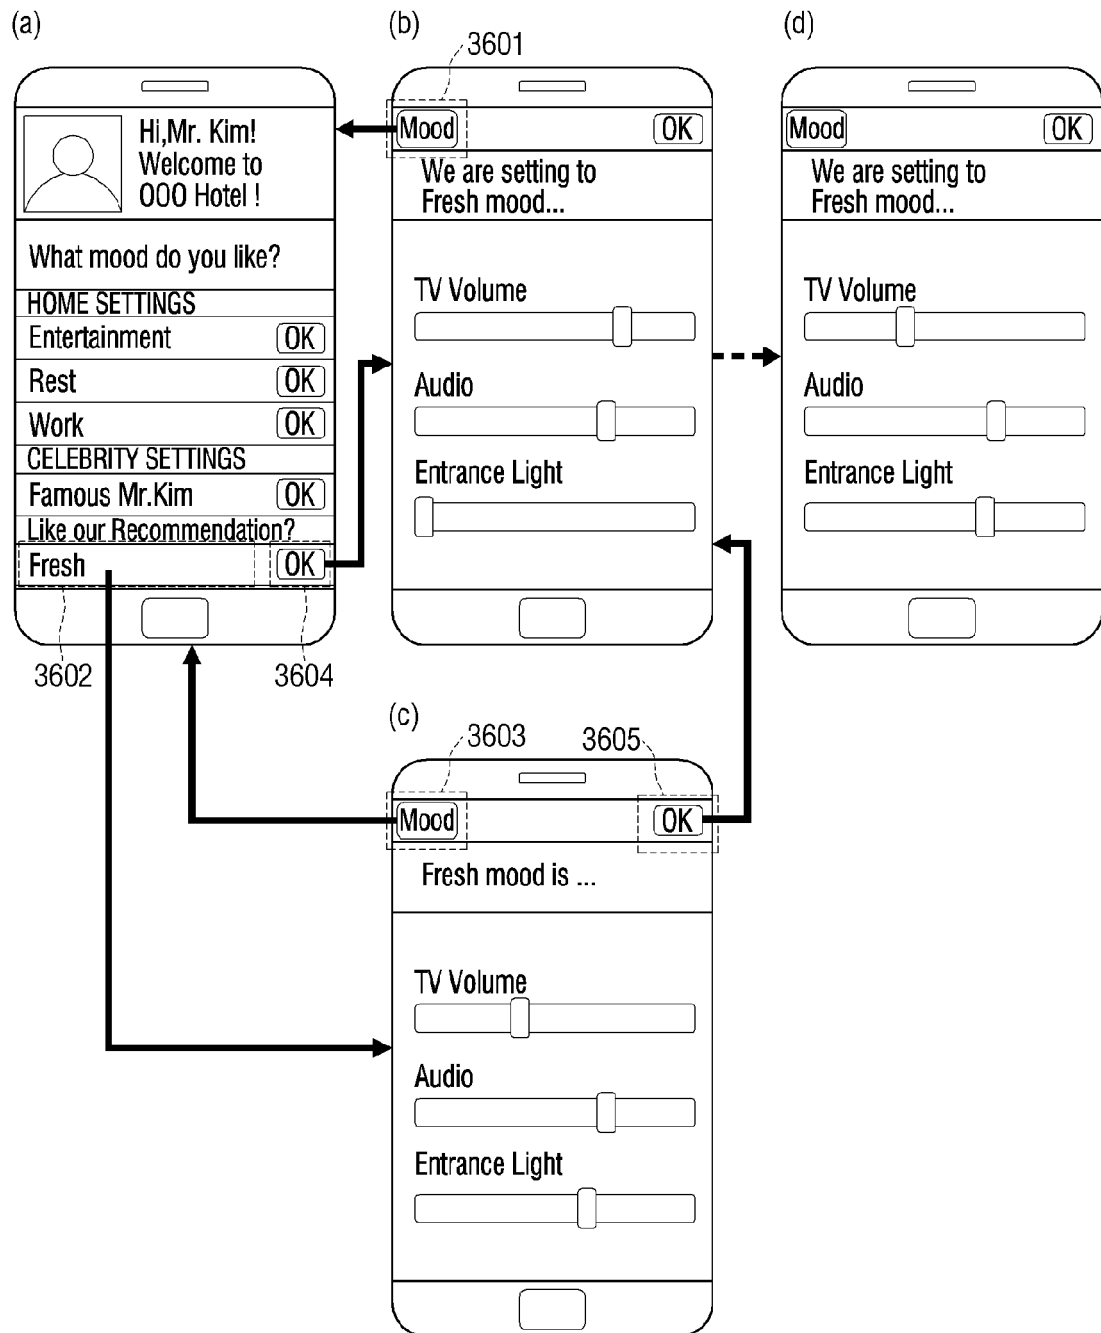 (a)
Hi,Mr. Kim!
Welcome to
OOO Hotel !
What mood do you like?
HOME SETTINGS
Entertainment OK
Rest OK
Work OK
CELEBRITY SETTINGS
Famous Mr.Kim OK
Like our Recommendation?
Fresh OK
3602 3604
(b)
3601
Mood OK
We are setting to
Fresh mood...
TV Volume
Audio
Entrance Light
(d)
Mood OK
We are setting to
Fresh mood...
TV Volume
Audio
Entrance Light
(c)
3603 3605
Mood OK
Fresh mood is ...
TV Volume
Audio
Entrance Light